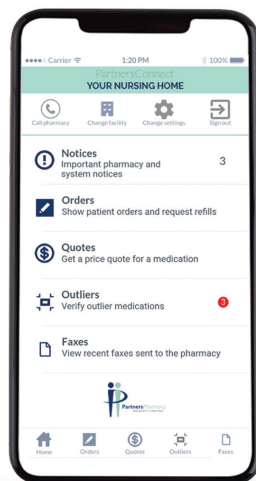 Carrier 1:20 PM 100%
PartnersConnect
YOUR NURSING HOME
Call pharmacy Change facility Change settings Sign out
Notices
Important pharmacy and
system notices
3
Orders
Show patient orders and request refills
Quotes
Get a price quote for a medication
Outliers
Verify outlier medications
3
Faxes
View recent faxes sent to the pharmacy
PartnersPharmacy
Home Orders Quotes Outliers Faxes